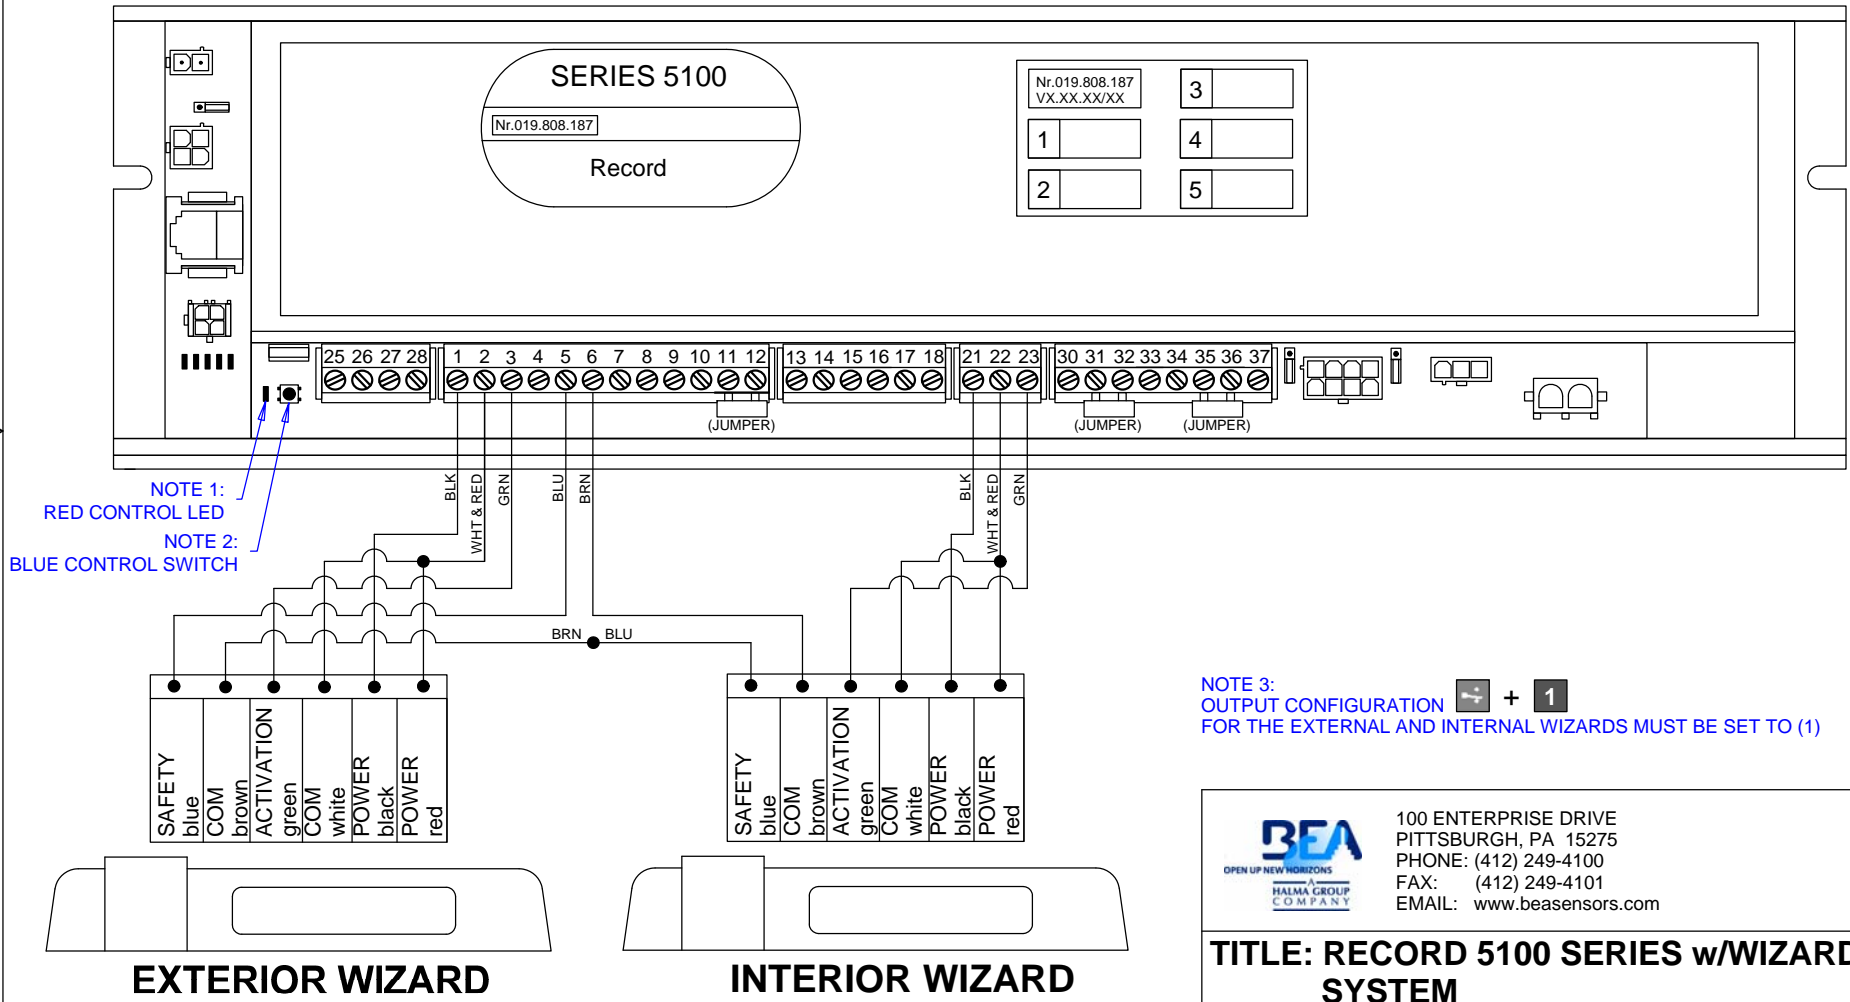 SERIES 5100
Nr.019.808.187
Record
Nr.019.808.187
VX.XX.XX/XX
1
2
3
4
5
25 26 27 28
1 2 3 4 5 6 7 8 9 10 11 12
13 14 15 16 17 18
21 22 23
30 31 32 33 34 35 36 37
(JUMPER)
(JUMPER)
(JUMPER)
NOTE 1:
RED CONTROL LED
NOTE 2:
BLUE CONTROL SWITCH
BLK
WHT & RED
GRN
BLU
BRN
BLK
WHT & RED
GRN
BRN
BLU
SAFETY
blue
COM
brown
ACTIVATION
green
COM
white
POWER
black
POWER
red
SAFETY
blue
COM
brown
ACTIVATION
green
COM
white
POWER
black
POWER
red
EXTERIOR WIZARD
INTERIOR WIZARD
NOTE 3:
OUTPUT CONFIGURATION + 1
FOR THE EXTERNAL AND INTERNAL WIZARDS MUST BE SET TO (1)
BEA
OPEN UP NEW HORIZONS
A
HALMA GROUP
COMPANY
100 ENTERPRISE DRIVE
PITTSBURGH, PA 15275
PHONE: (412) 249-4100
FAX: (412) 249-4101
EMAIL: www.beasensors.com
TITLE: RECORD 5100 SERIES w/WIZARD
SYSTEM